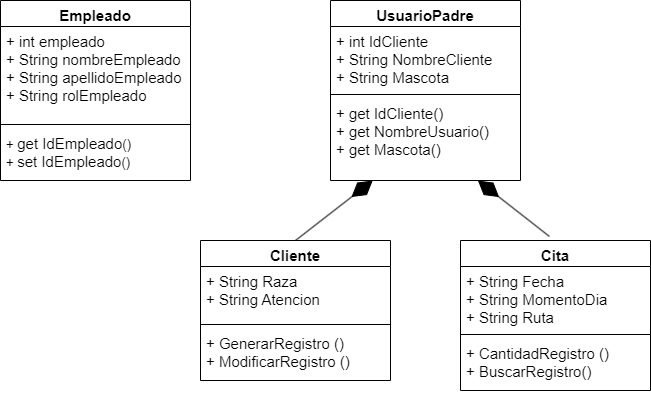 Empleado
+ int empleado
+ String nombreEmpleado
+ String apellidoEmpleado
+ String rolEmpleado
+ get IdEmpleado()
+ set IdEmpleado()
UsuarioPadre
+ int IdCliente
+ String NombreCliente
+ String Mascota
+ get IdCliente()
+ get NombreUsuario()
+ get Mascota()
Cliente
+ String Raza
+ String Atencion
+ GenerarRegistro ()
+ ModificarRegistro ()
Cita
+ String Fecha
+ String MomentoDia
+ String Ruta
+ CantidadRegistro ()
+ BuscarRegistro()